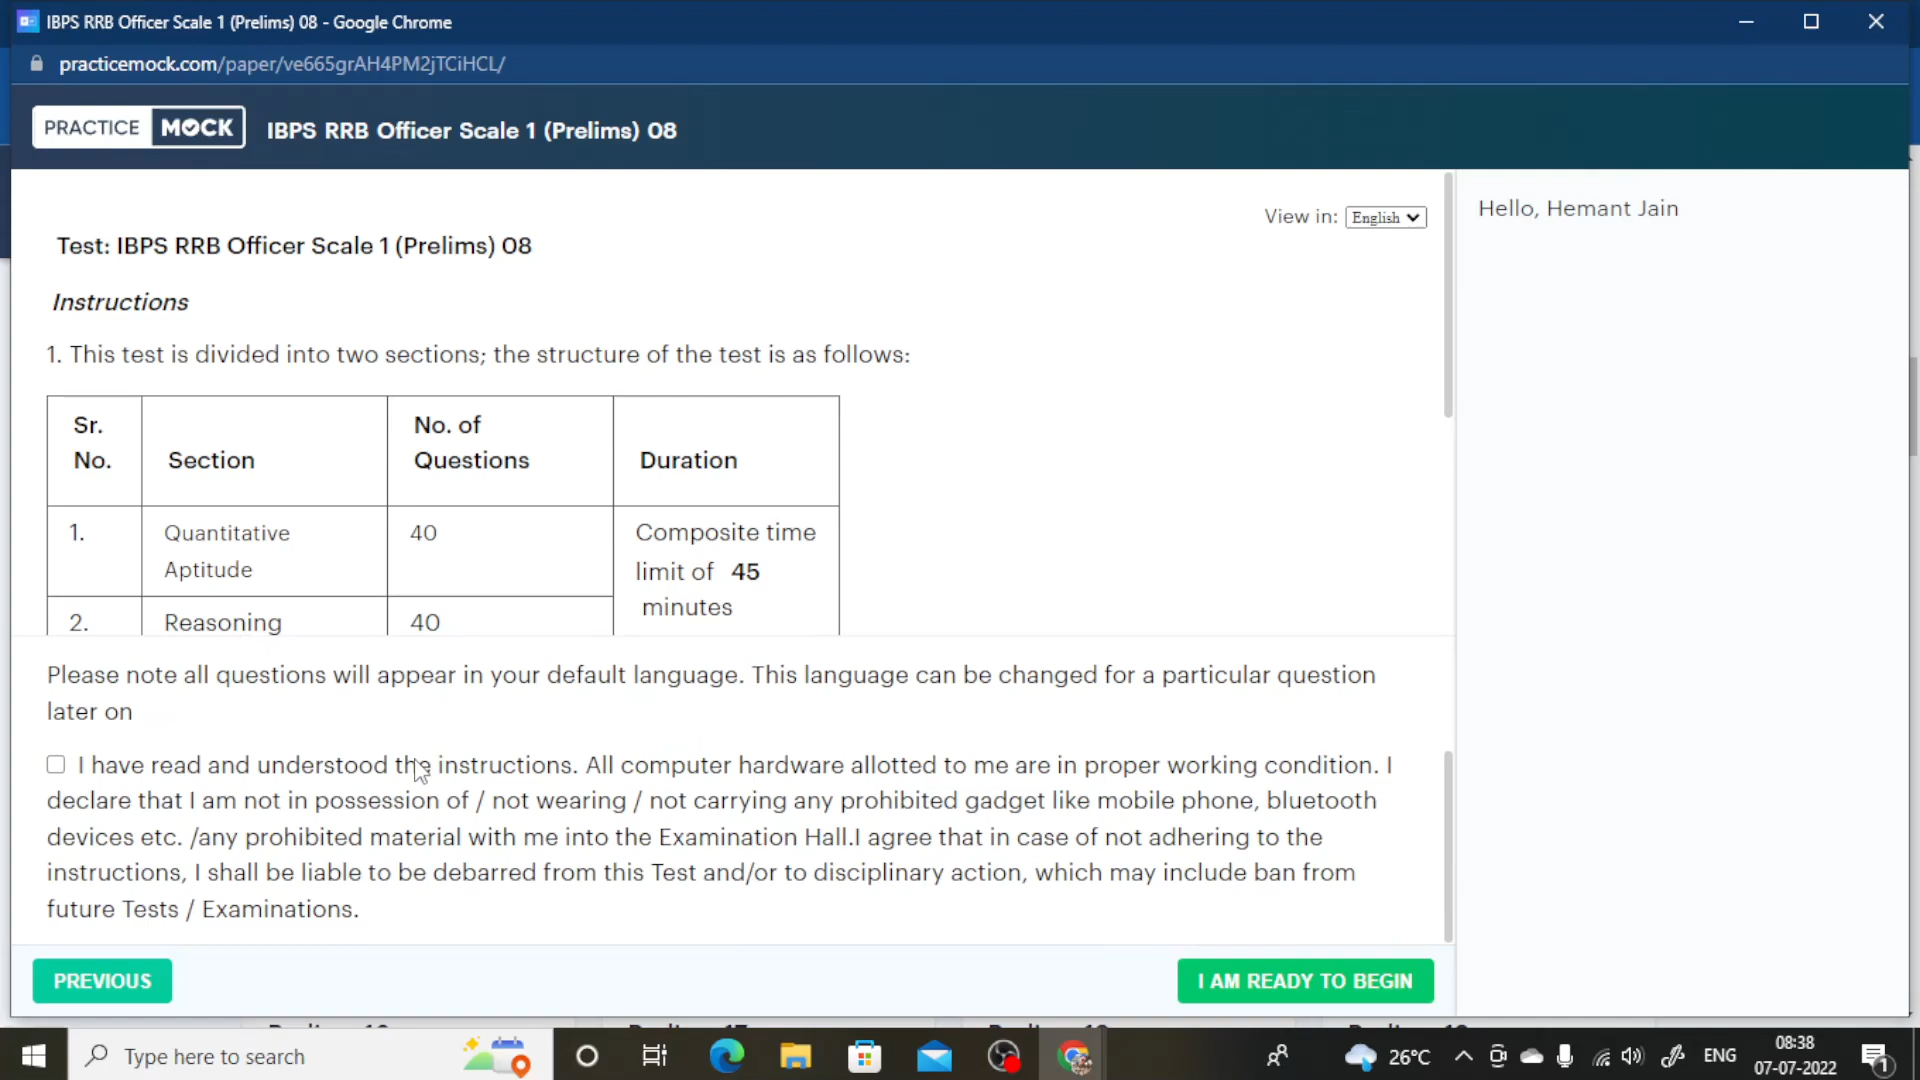 IBPS RRB Officer Scale 1 (Prelims) 08 - Google Chrome
practicemock.com/paper/ve665grAH4PM2jTCiHCL/
PRACTICE MOCK IBPS RRB Officer Scale 1 (Prelims) 08
View in: English
Hello, Hemant Jain
Test: IBPS RRB Officer Scale 1 (Prelims) 08
Instructions
1. This test is divided into two sections; the structure of the test is as follows:
Sr. No. Section No. of Questions Duration
1. Quantitative Aptitude 40 Composite time limit of 45 minutes
2. Reasoning 40
Please note all questions will appear in your default language. This language can be changed for a particular question
later on
I have read and understood the instructions. All computer hardware allotted to me are in proper working condition. I
declare that I am not in possession of / not wearing / not carrying any prohibited gadget like mobile phone, bluetooth
devices etc. /any prohibited material with me into the Examination Hall.I agree that in case of not adhering to the
instructions, I shall be liable to be debarred from this Test and/or to disciplinary action, which may include ban from
future Tests / Examinations.
PREVIOUS
I AM READY TO BEGIN
Type here to search
26°C
ENG
08:38
07-07-2022
1